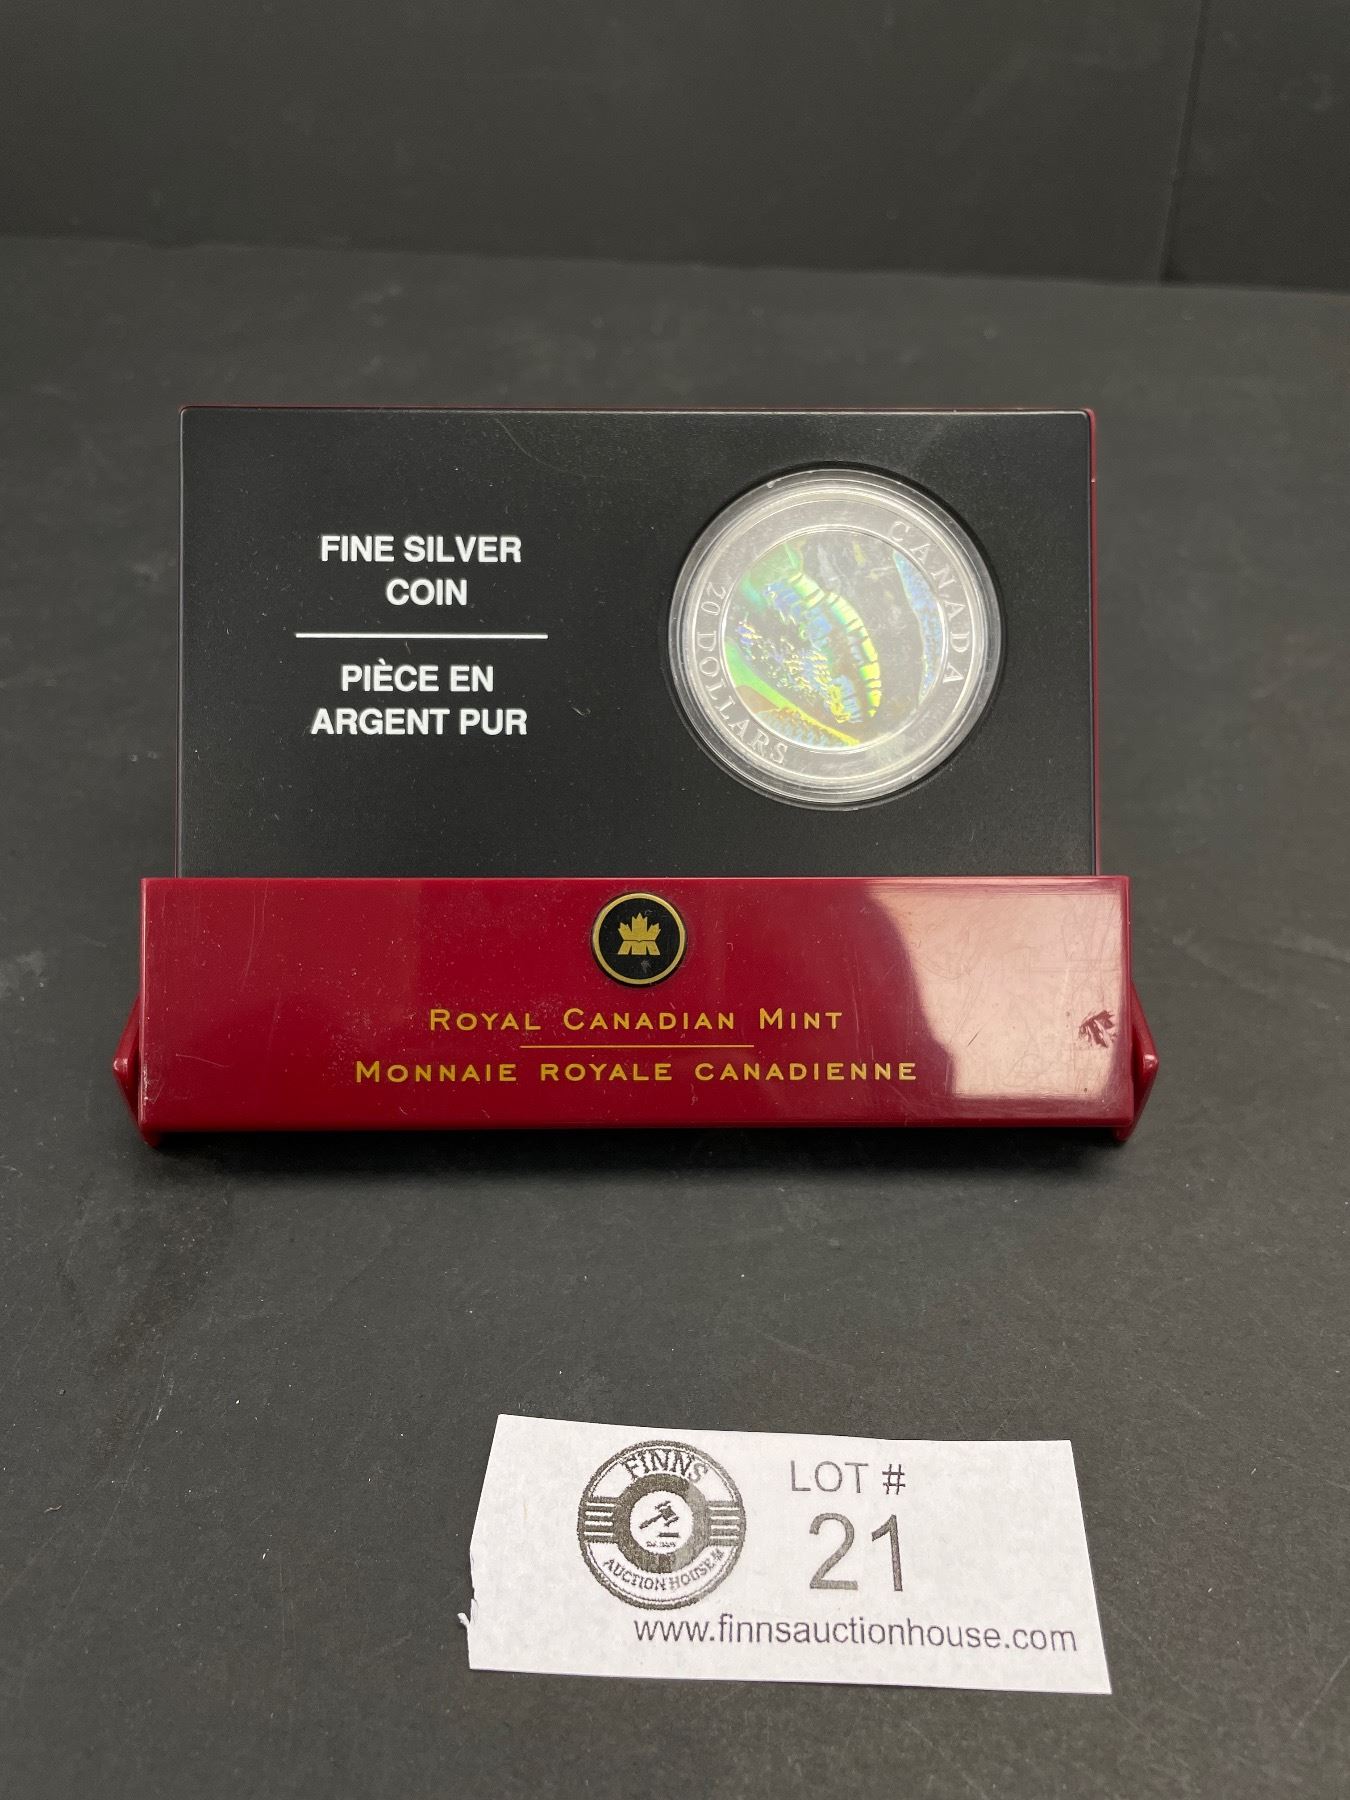 FINE SILVER
COIN
PIÈCE EN
ARGENT PUR
CANADA
20 DOLLARS
ROYAL CANADIAN MINT
MONNAIE ROYALE CANADIENNE
FINNS
AUCTION HOUSE
LOT #
21
www.finnsauctionhouse.com